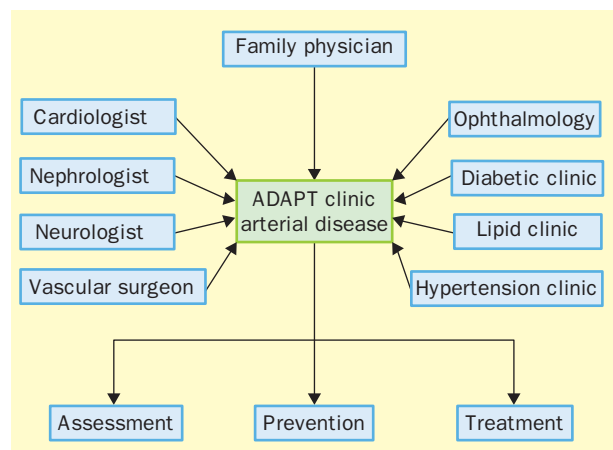 Family physician
Cardiologist
Ophthalmology
Nephrologist
Diabetic clinic
ADAPT clinic
arterial disease
Neurologist
Lipid clinic
Vascular surgeon
Hypertension clinic
Assessment
Prevention
Treatment